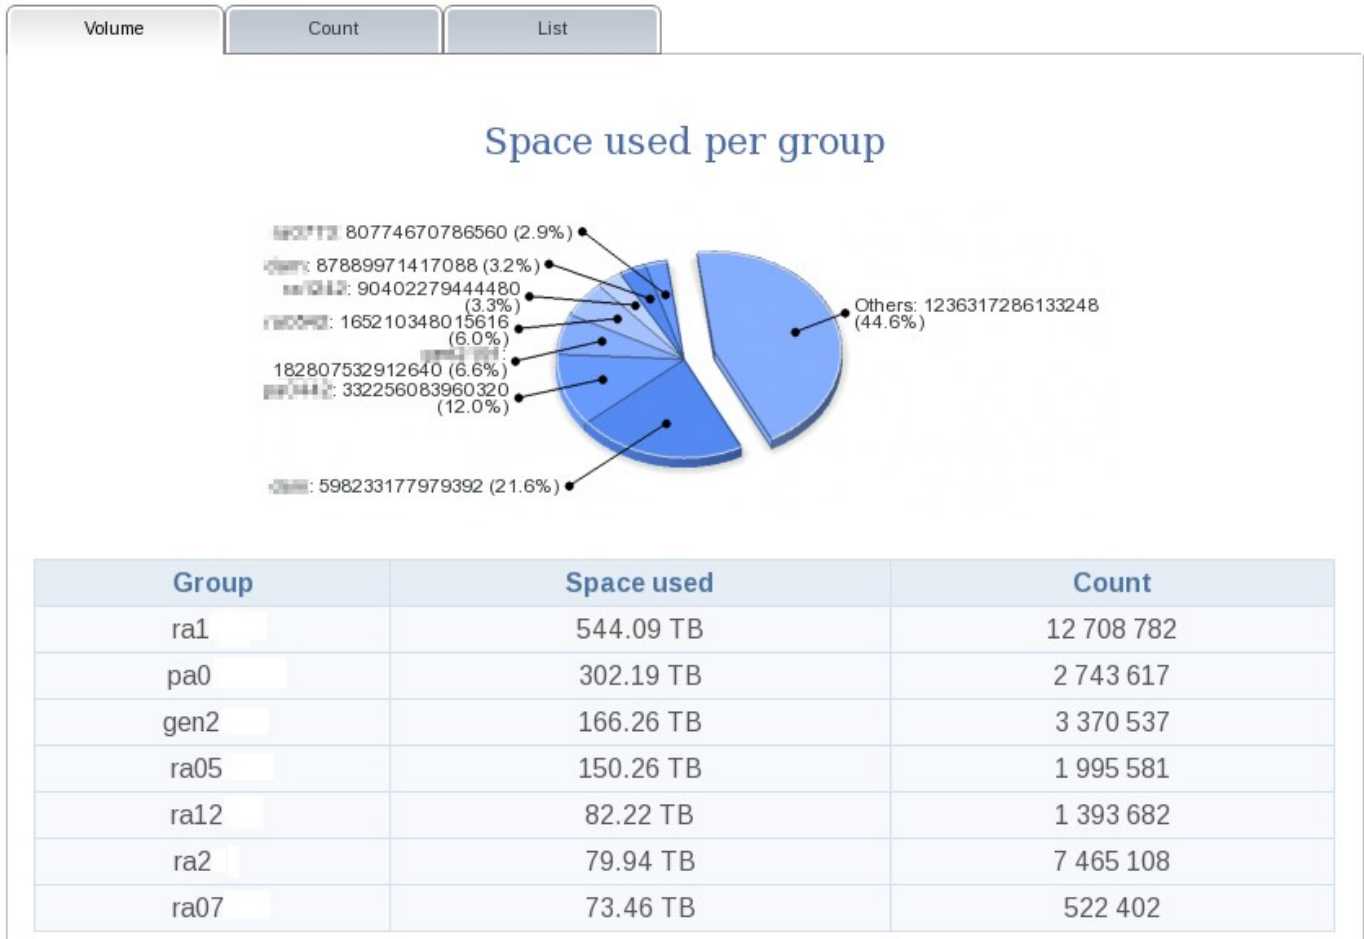 Volume
Count
List
Space used per group
80774670786560 (2.9%)
: 87889971417088 (3.2%)
: 90402279444480
(3.3%)
: 165210348015616
(6.0%)
:
182807532912640 (6.6%)
: 332256083960320
(12.0%)
: 598233177979392 (21.6%)
Others: 1236317286133248
(44.6%)
Group Space used Count
ra1 544.09 TB 12 708 782
pa0 302.19 TB 2 743 617
gen2 166.26 TB 3 370 537
ra05 150.26 TB 1 995 581
ra12 82.22 TB 1 393 682
ra2 79.94 TB 7 465 108
ra07 73.46 TB 522 402